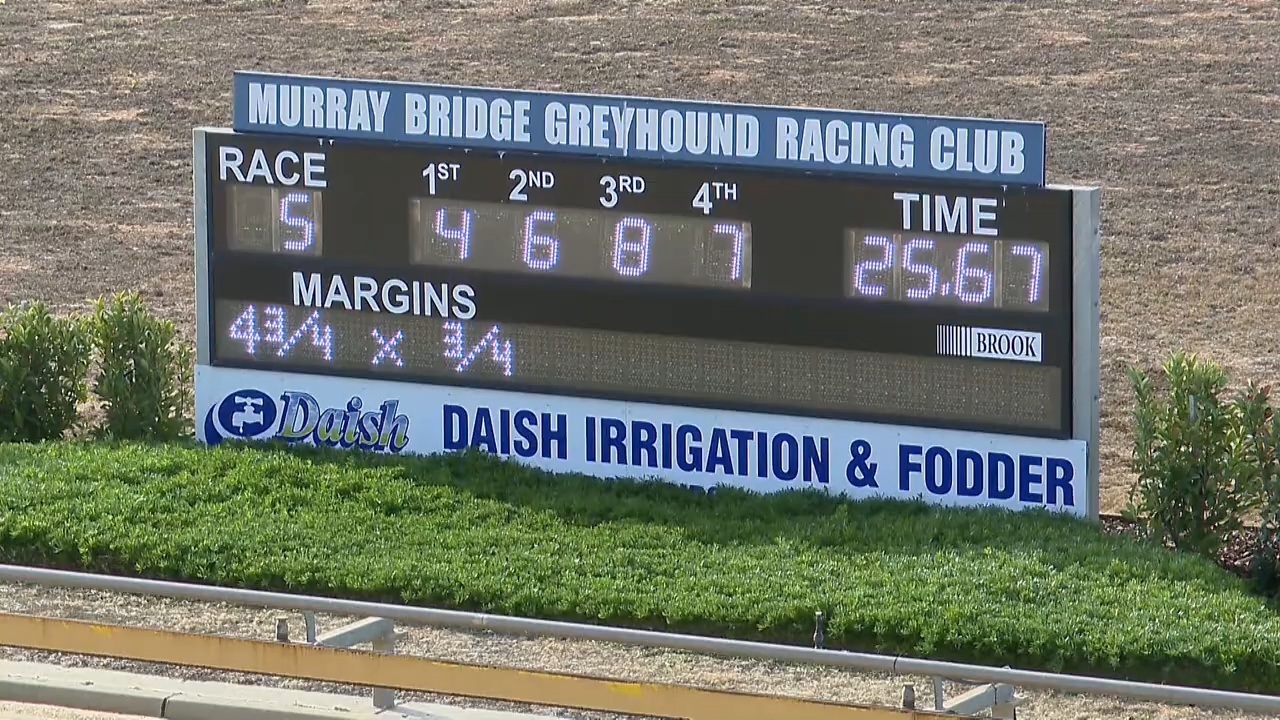 MURRAY BRIDGE GREYHOUND RACING CLUB
RACE 1ST 2ND 3RD 4TH TIME
5 4 6 8 7 25.67
MARGINS
4¾ x ¾
BROOK
Daish DAISH IRRIGATION & FODDER